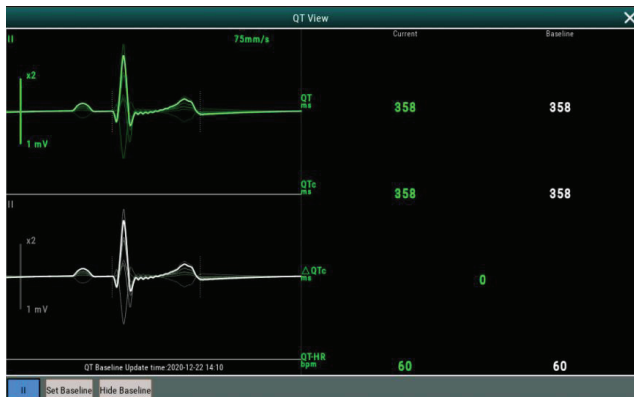 QT View
X
II
75mm/s
Current
Baseline
x2
1 mV
QT
ms
358
358
QTc
ms
358
358
II
x2
1 mV
△QTc
ms
0
QT-HR
bpm
60
60
QT Baseline Update time:2020-12-22 14:10
II
Set Baseline
Hide Baseline